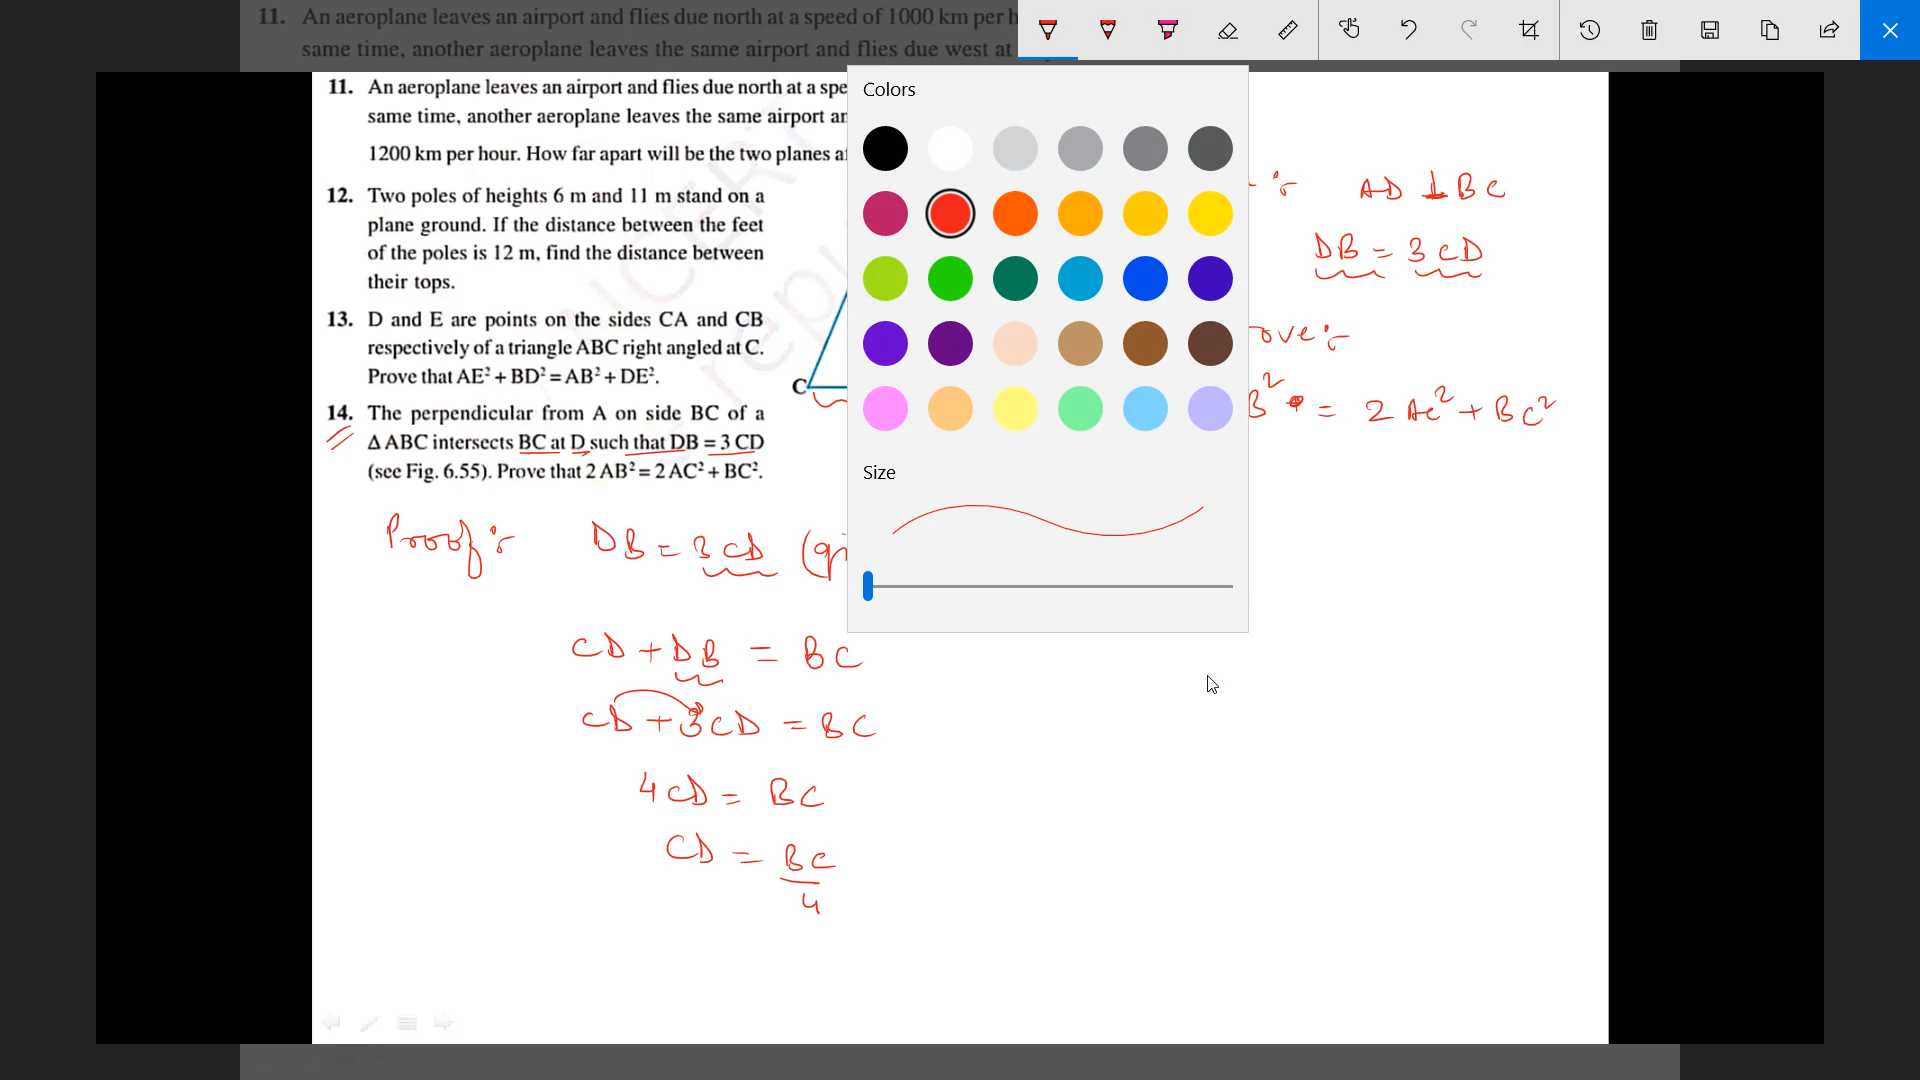 11. An aeroplane leaves an airport and flies due north at a speed of 1000 km per h
same time, another aeroplane leaves the same airport and flies due west at
11. An aeroplane leaves an airport and flies due north at a spe
same time, another aeroplane leaves the same airport an
1200 km per hour. How far apart will be the two planes a
12. Two poles of heights 6 m and 11 m stand on a
plane ground. If the distance between the feet
of the poles is 12 m, find the distance between
their tops.
13. D and E are points on the sides CA and CB
respectively of a triangle ABC right angled at C.
Prove that AE² + BD² = AB² + DE².
14. The perpendicular from A on side BC of a
Δ ABC intersects BC at D such that DB = 3 CD
(see Fig. 6.55). Prove that 2 AB² = 2 AC² + BC².
C
Colors
Size
AD ⊥ BC
DB = 3 CD
rove :-
B² = 2 AC² + BC²
Proof :- DB = 3 CD (gi
CD + DB = BC
CD + 3CD = BC
4 CD = BC
CD = BC
4
NCERT